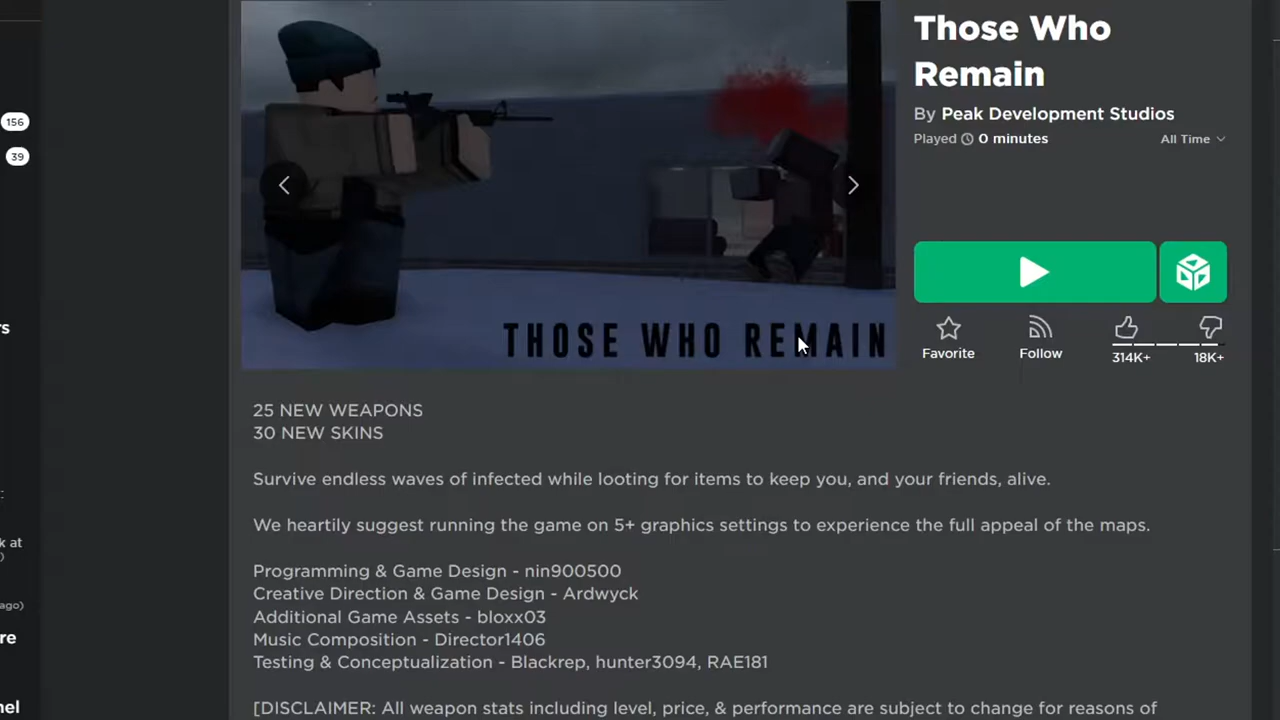 Those Who
Remain
By Peak Development Studios
Played 0 minutes
All Time
156
39
THOSE WHO REMAIN
Favorite
Follow
314K+
18K+
25 NEW WEAPONS
30 NEW SKINS
Survive endless waves of infected while looting for items to keep you, and your friends, alive.
We heartily suggest running the game on 5+ graphics settings to experience the full appeal of the maps.
Programming & Game Design - nin900500
Creative Direction & Game Design - Ardwyck
Additional Game Assets - bloxx03
Music Composition - Director1406
Testing & Conceptualization - Blackrep, hunter3094, RAE181
[DISCLAIMER: All weapon stats including level, price, & performance are subject to change for reasons of
k at
ago)
re
nel